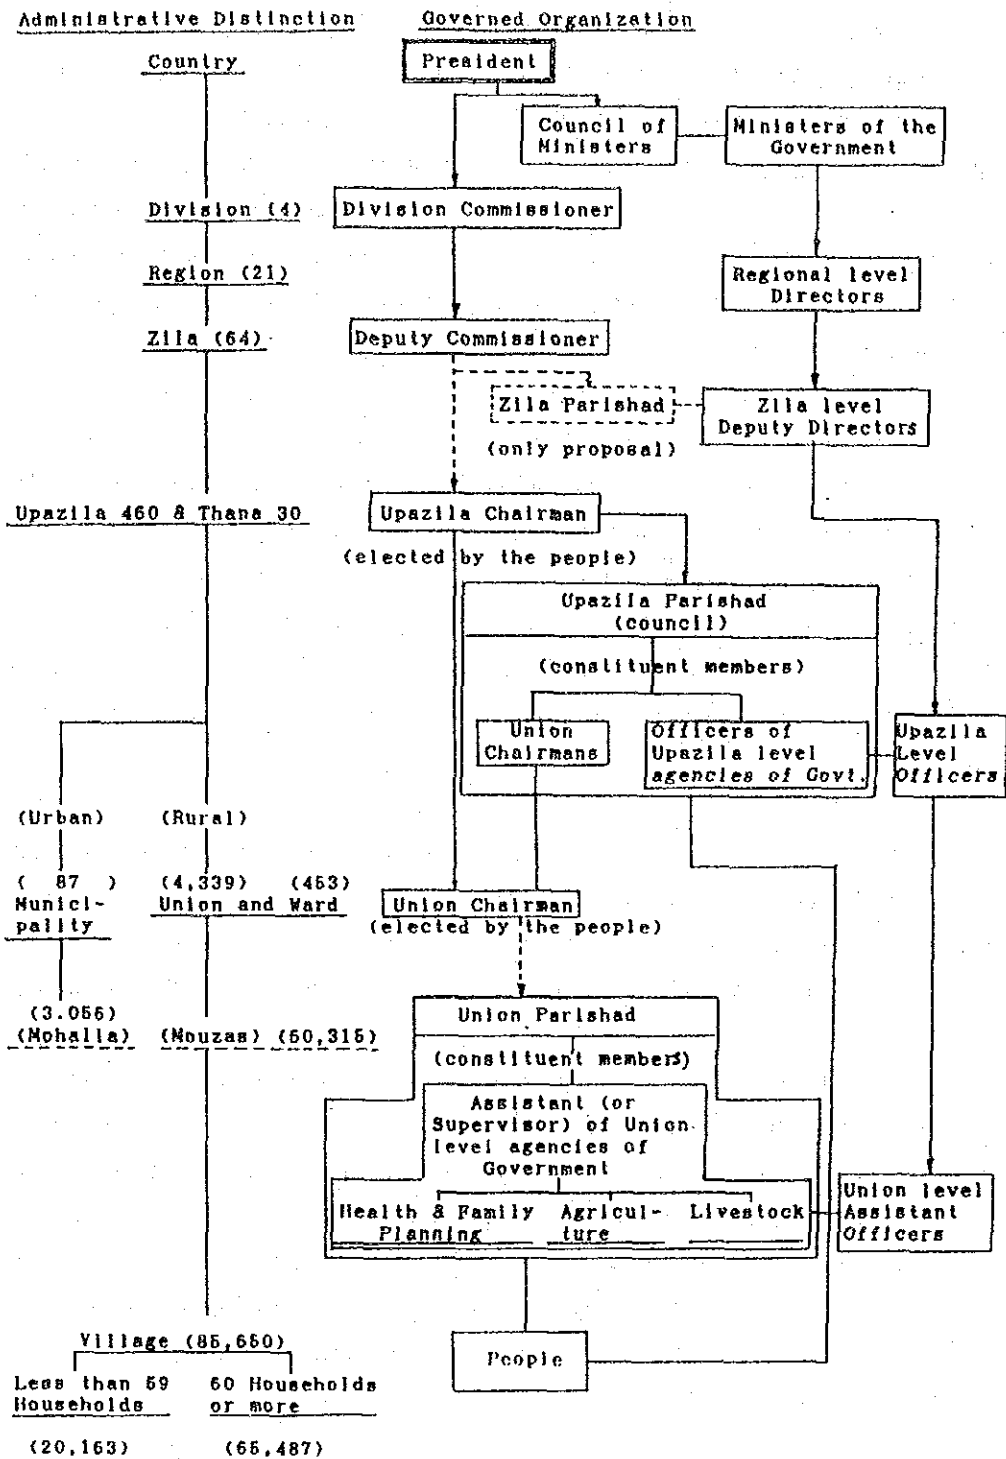 Administrative Distinction
Governed Organization
Country
President
Council of
Ministers
Ministers of the
Government
Division (4)
Division Commissioner
Region (21)
Regional level
Directors
Zila (64)
Deputy Commissioner
Zila Parishad
(only proposal)
Zila level
Deputy Directors
Upazila 460 & Thana 30
Upazila Chairman
(elected by the people)
Upazila Parishad
(council)
(constituent members)
Union
Chairmans
Officers of
Upazila level
agencies of Govt.
Upazila
Level
Officers
(Urban)
(Rural)
( 87 )
Munici-
pality
(4,339) (453)
Union and Ward
Union Chairman
(elected by the people)
(3.056)
(Mohalla)
(Mouzas) (60,315)
Union Parishad
(constituent members)
Assistant (or
Supervisor) of Union
level agencies of
Government
Health & Family
Planning
Agricul-
ture
Livestock
Union level
Assistant
Officers
Village (85,650)
People
Less than 59
Households
60 Households
or more
(20,163)
(65,487)